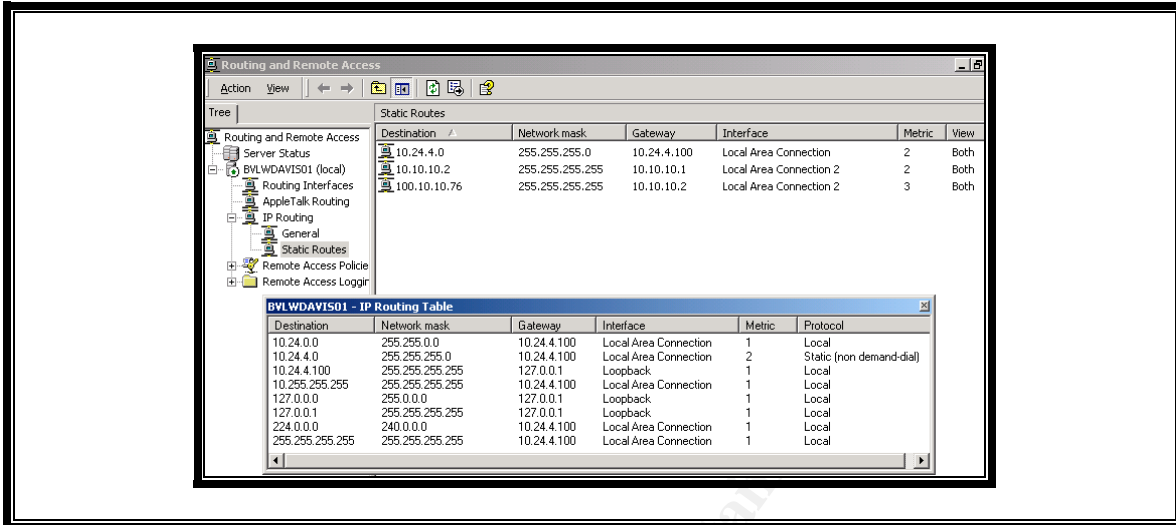 Routing and Remote Access
Action View
Tree
Static Routes
Routing and Remote Access
Server Status
BVLWDAVIS01 (local)
Routing Interfaces
AppleTalk Routing
IP Routing
General
Static Routes
Remote Access Policie
Remote Access Loggin
Destination Network mask Gateway Interface Metric View
10.24.4.0 255.255.255.0 10.24.4.100 Local Area Connection 2 Both
10.10.10.2 255.255.255.255 10.10.10.1 Local Area Connection 2 2 Both
100.10.10.76 255.255.255.255 10.10.10.2 Local Area Connection 2 3 Both
BVLWDAVIS01 - IP Routing Table
Destination Network mask Gateway Interface Metric Protocol
10.24.0.0 255.255.0.0 10.24.4.100 Local Area Connection 1 Local
10.24.4.0 255.255.255.0 10.24.4.100 Local Area Connection 2 Static (non demand-dial)
10.24.4.100 255.255.255.255 127.0.0.1 Loopback 1 Local
10.255.255.255 255.255.255.255 10.24.4.100 Local Area Connection 1 Local
127.0.0.0 255.0.0.0 127.0.0.1 Loopback 1 Local
127.0.0.1 255.255.255.255 127.0.0.1 Loopback 1 Local
224.0.0.0 240.0.0.0 10.24.4.100 Local Area Connection 1 Local
255.255.255.255 255.255.255.255 10.24.4.100 Local Area Connection 1 Local